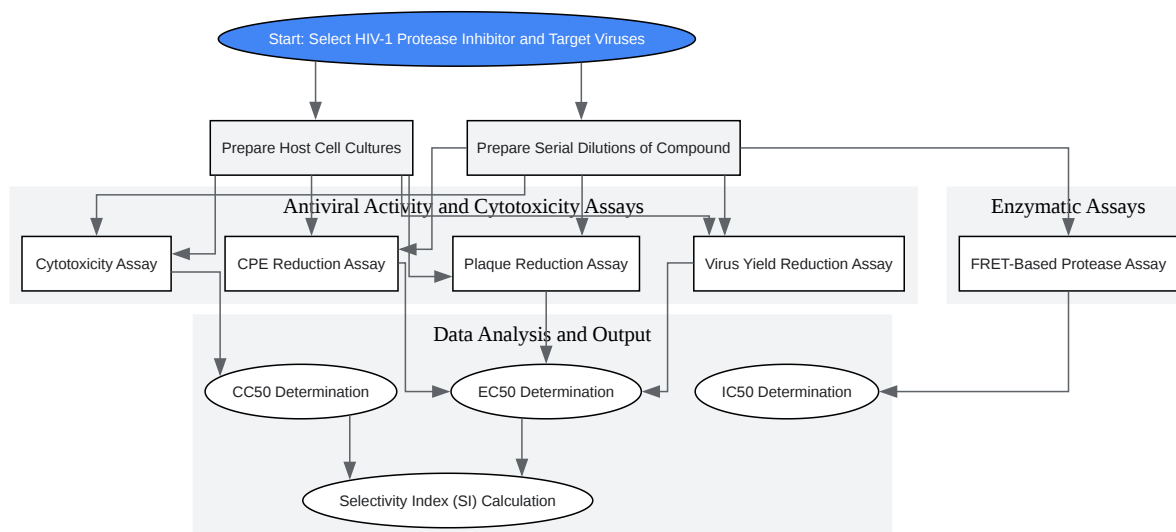 Start: Select HIV-1 Protease Inhibitor and Target Viruses
Prepare Host Cell Cultures
Prepare Serial Dilutions of Compound
Antiviral Activity and Cytotoxicity Assays
Enzymatic Assays
Cytotoxicity Assay
CPE Reduction Assay
Plaque Reduction Assay
Virus Yield Reduction Assay
FRET-Based Protease Assay
Data Analysis and Output
CC50 Determination
EC50 Determination
IC50 Determination
Selectivity Index (SI) Calculation